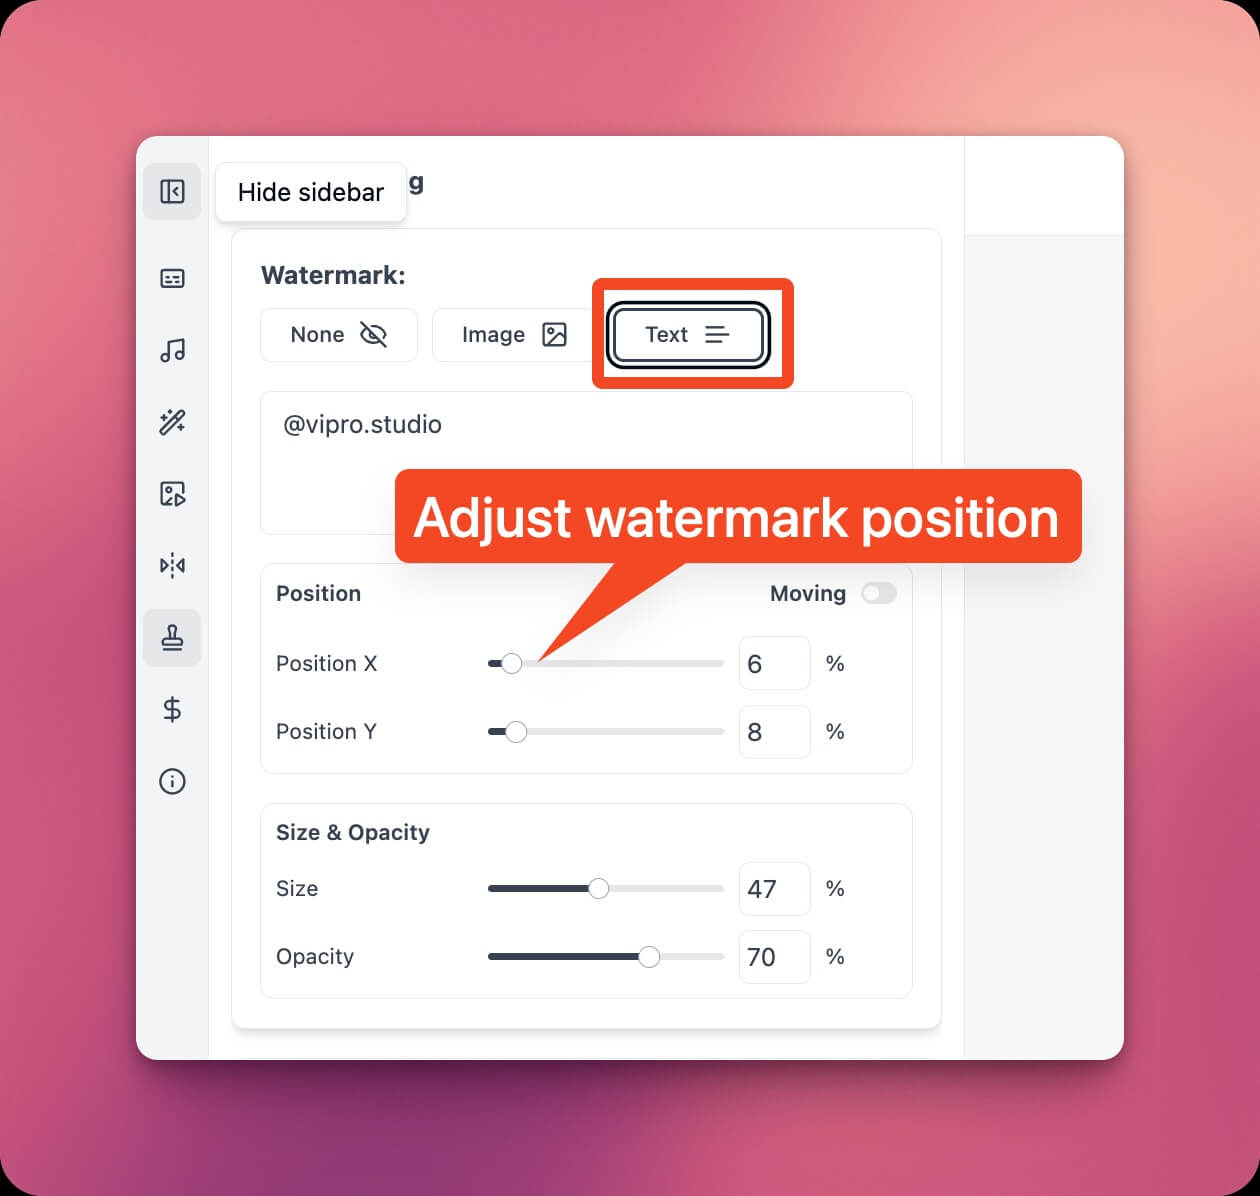 Hide sidebar
g
Watermark:
None
Image
Text
@vipro.studio
Adjust watermark position
Position
Moving
Position X
6 %
Position Y
8 %
Size & Opacity
Size
47 %
Opacity
70 %